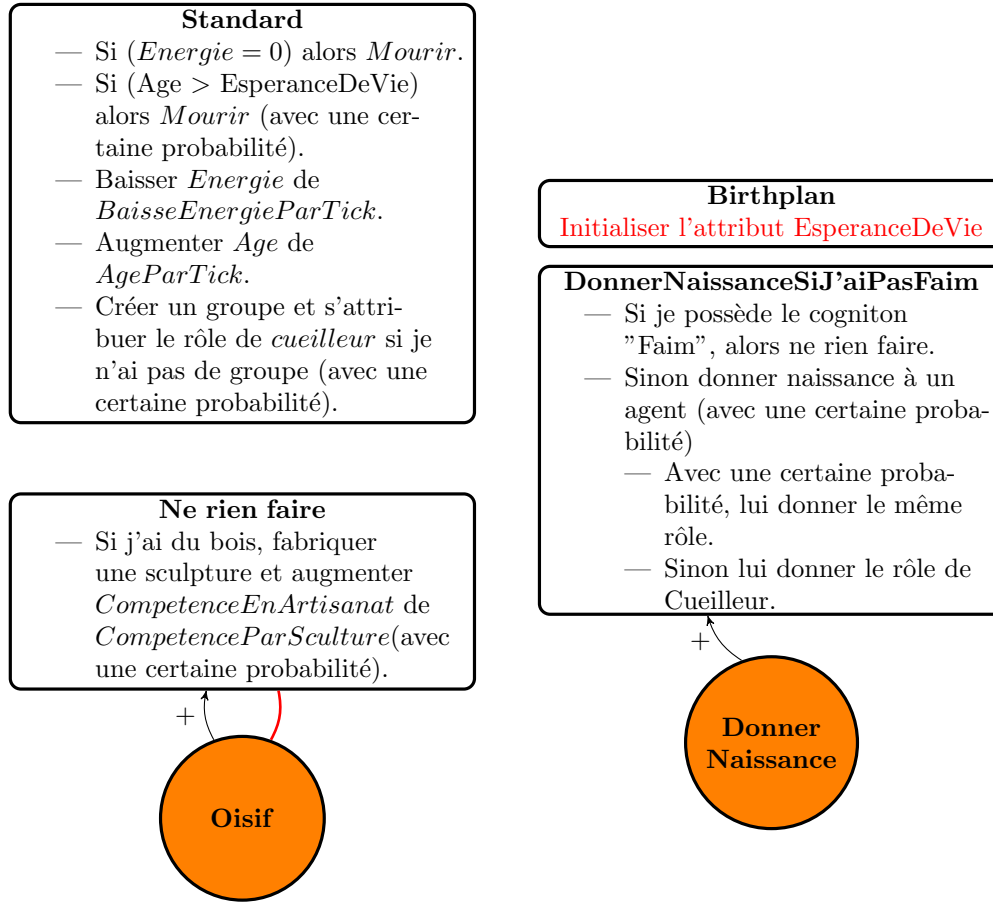 Standard
— Si (Energie = 0) alors Mourir.
— Si (Age > EsperanceDeVie)
alors Mourir (avec une cer-
taine probabilité).
— Baisser Energie de
BaisseEnergieParTick.
— Augmenter Age de
AgeParTick.
— Créer un groupe et s'attri-
buer le rôle de cueilleur si je
n'ai pas de groupe (avec une
certaine probabilité).
Birthplan
Initialiser l'attribut EsperanceDeVie
DonnerNaissanceSiJ'aiPasFaim
— Si je possède le cogniton
"Faim", alors ne rien faire.
— Sinon donner naissance à un
agent (avec une certaine proba-
bilité)
— Avec une certaine proba-
bilité, lui donner le même
rôle.
— Sinon lui donner le rôle de
Cueilleur.
Ne rien faire
— Si j'ai du bois, fabriquer
une sculpture et augmenter
CompetenceEnArtisanat de
CompetenceParSculture(avec
une certaine probabilité).
+
Oisif
+
Donner
Naissance